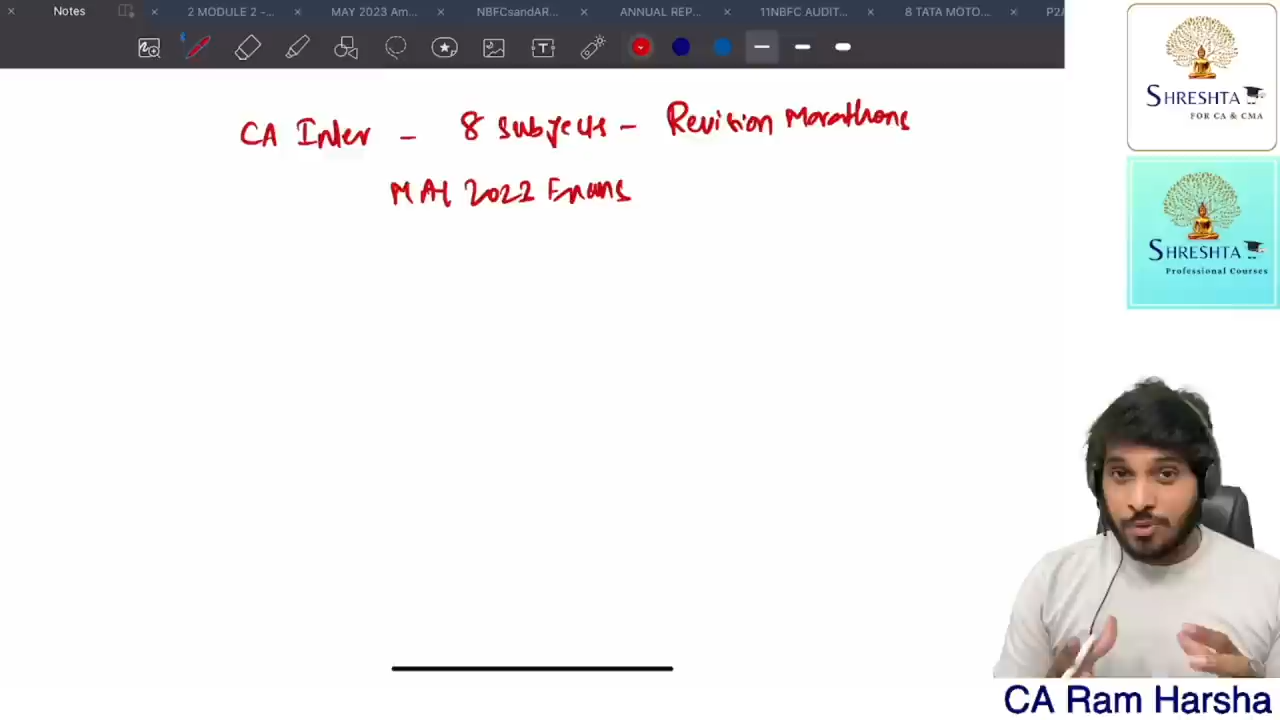 Notes
2 MODULE 2 -...
MAY 2023 Am...
NBFCsandAR...
ANNUAL REP...
11NBFC AUDIT...
8 TATA MOTO...
P2A
CA Inter - 8 Subjects - Revision Marathons
MAY 2022 Exams
SHRESHTA
FOR CA & CMA
SHRESHTA
Professional Courses
CA Ram Harsha